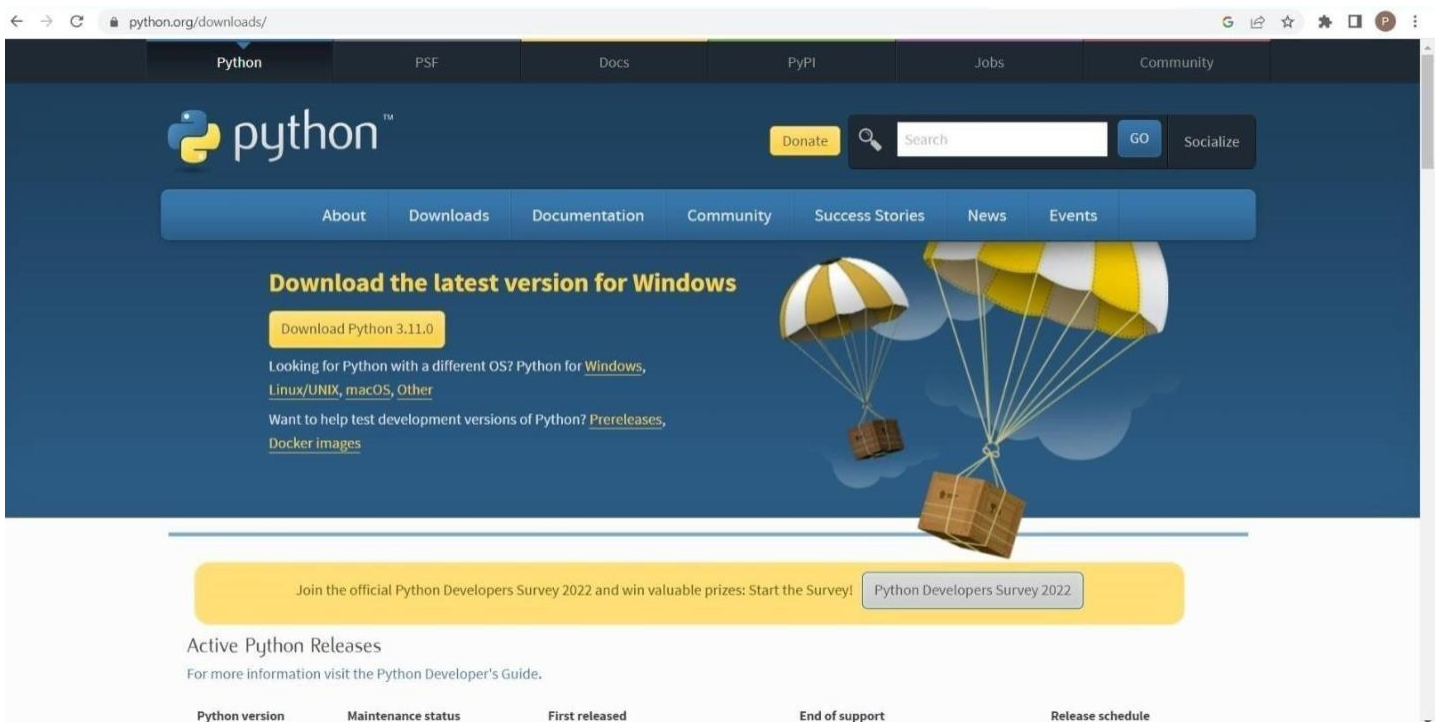 python.org/downloads/
G P
Python PSF Docs PyPI Jobs Community
python™
Donate Search GO Socialize
About Downloads Documentation Community Success Stories News Events
Download the latest version for Windows
Download Python 3.11.0
Looking for Python with a different OS? Python for Windows,
Linux/UNIX, macOS, Other
Want to help test development versions of Python? Prereleases,
Docker images
Join the official Python Developers Survey 2022 and win valuable prizes: Start the Survey! Python Developers Survey 2022
Active Python Releases
For more information visit the Python Developer's Guide.
Python version Maintenance status First released End of support Release schedule